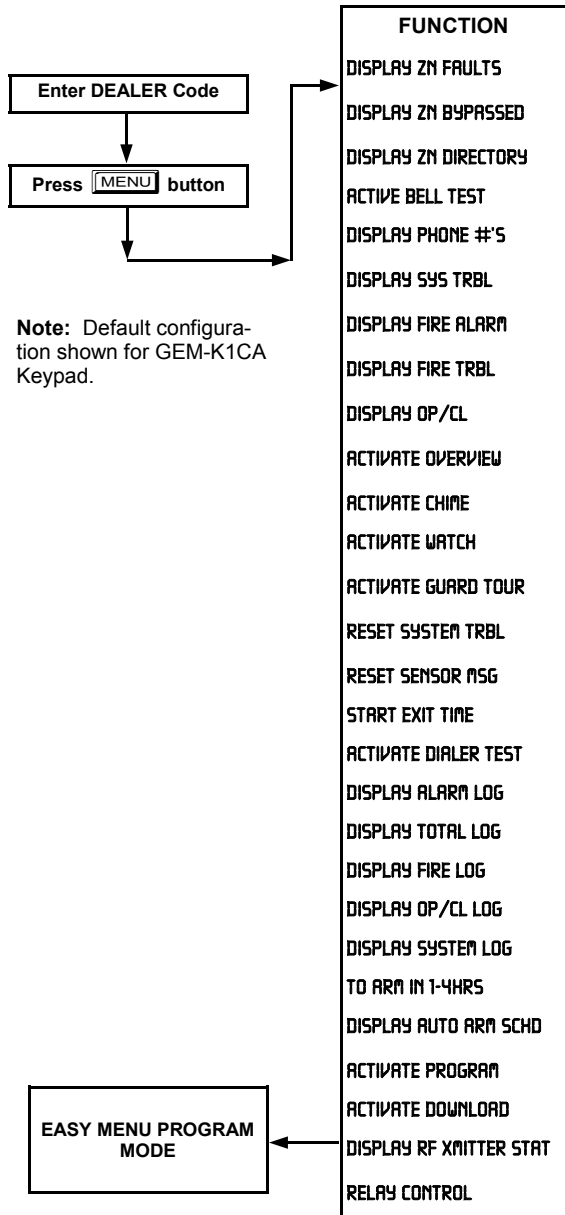 Enter DEALER Code
Press MENU button
Note: Default configura-
tion shown for GEM-K1CA
Keypad.
FUNCTION
DISPLAY ZN FAULTS
DISPLAY ZN BYPASSED
DISPLAY ZN DIRECTORY
ACTIVE BELL TEST
DISPLAY PHONE #'S
DISPLAY SYS TRBL
DISPLAY FIRE ALARM
DISPLAY FIRE TRBL
DISPLAY OP/CL
ACTIVATE OVERVIEW
ACTIVATE CHIME
ACTIVATE WATCH
ACTIVATE GUARD TOUR
RESET SYSTEM TRBL
RESET SENSOR MSG
START EXIT TIME
ACTIVATE DIALER TEST
DISPLAY ALARM LOG
DISPLAY TOTAL LOG
DISPLAY FIRE LOG
DISPLAY OP/CL LOG
DISPLAY SYSTEM LOG
TO ARM IN 1-4HRS
DISPLAY AUTO ARM SCHD
ACTIVATE PROGRAM
ACTIVATE DOWNLOAD
DISPLAY RF XMITTER STAT
RELAY CONTROL
EASY MENU PROGRAM
MODE